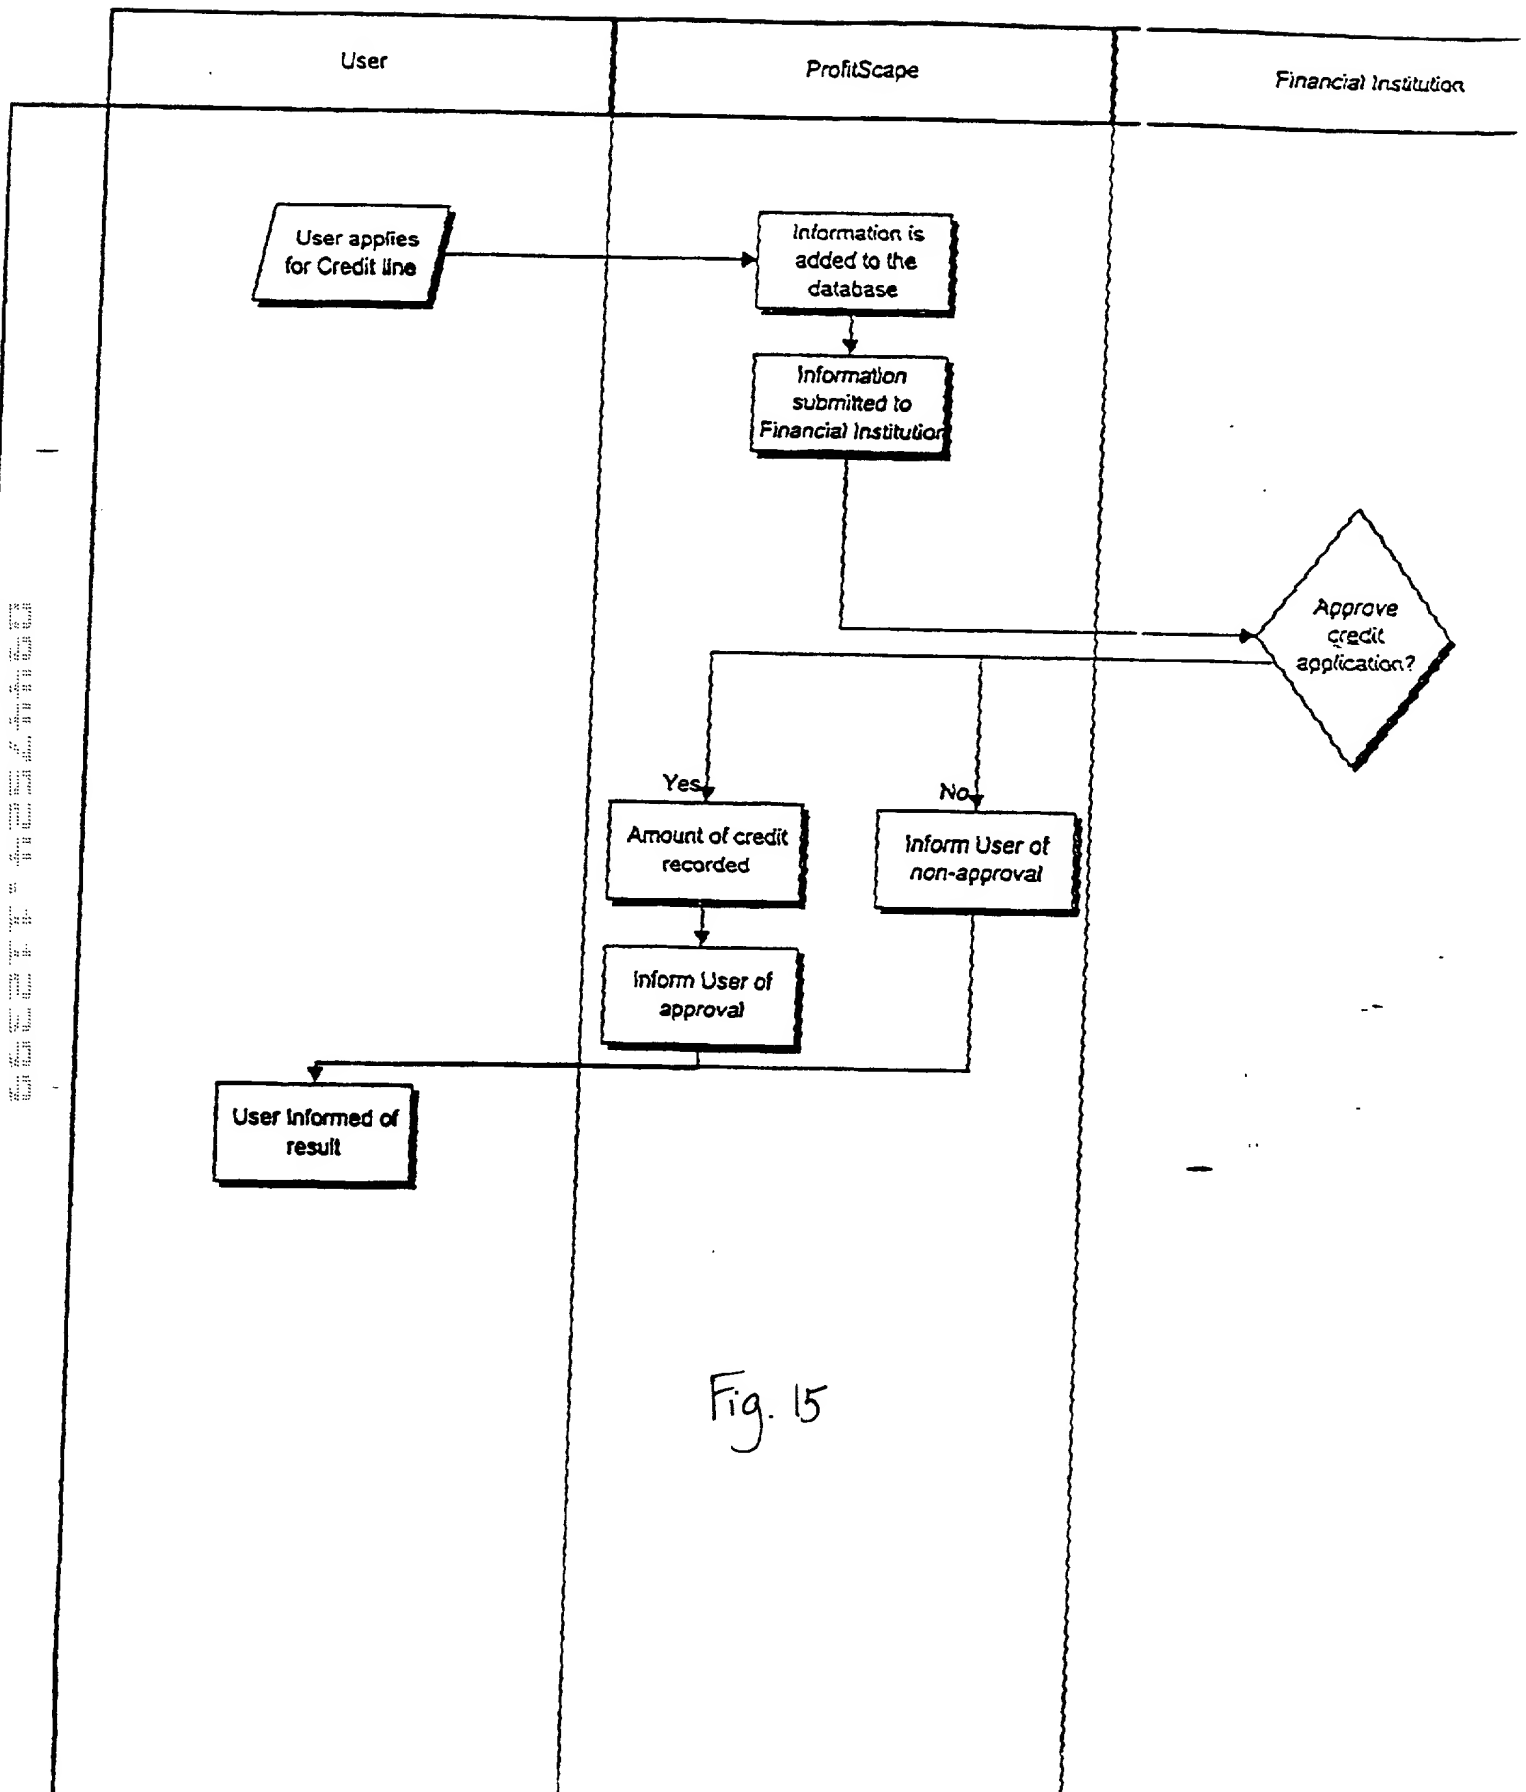 User
ProfitScape
Financial Institution
User applies
for Credit line
Information is
added to the
database
Information
submitted to
Financial Institution
Approve
credit
application?
Yes
No
Amount of credit
recorded
Inform User of
non-approval
Inform User of
approval
User Informed of
result
Fig. 15